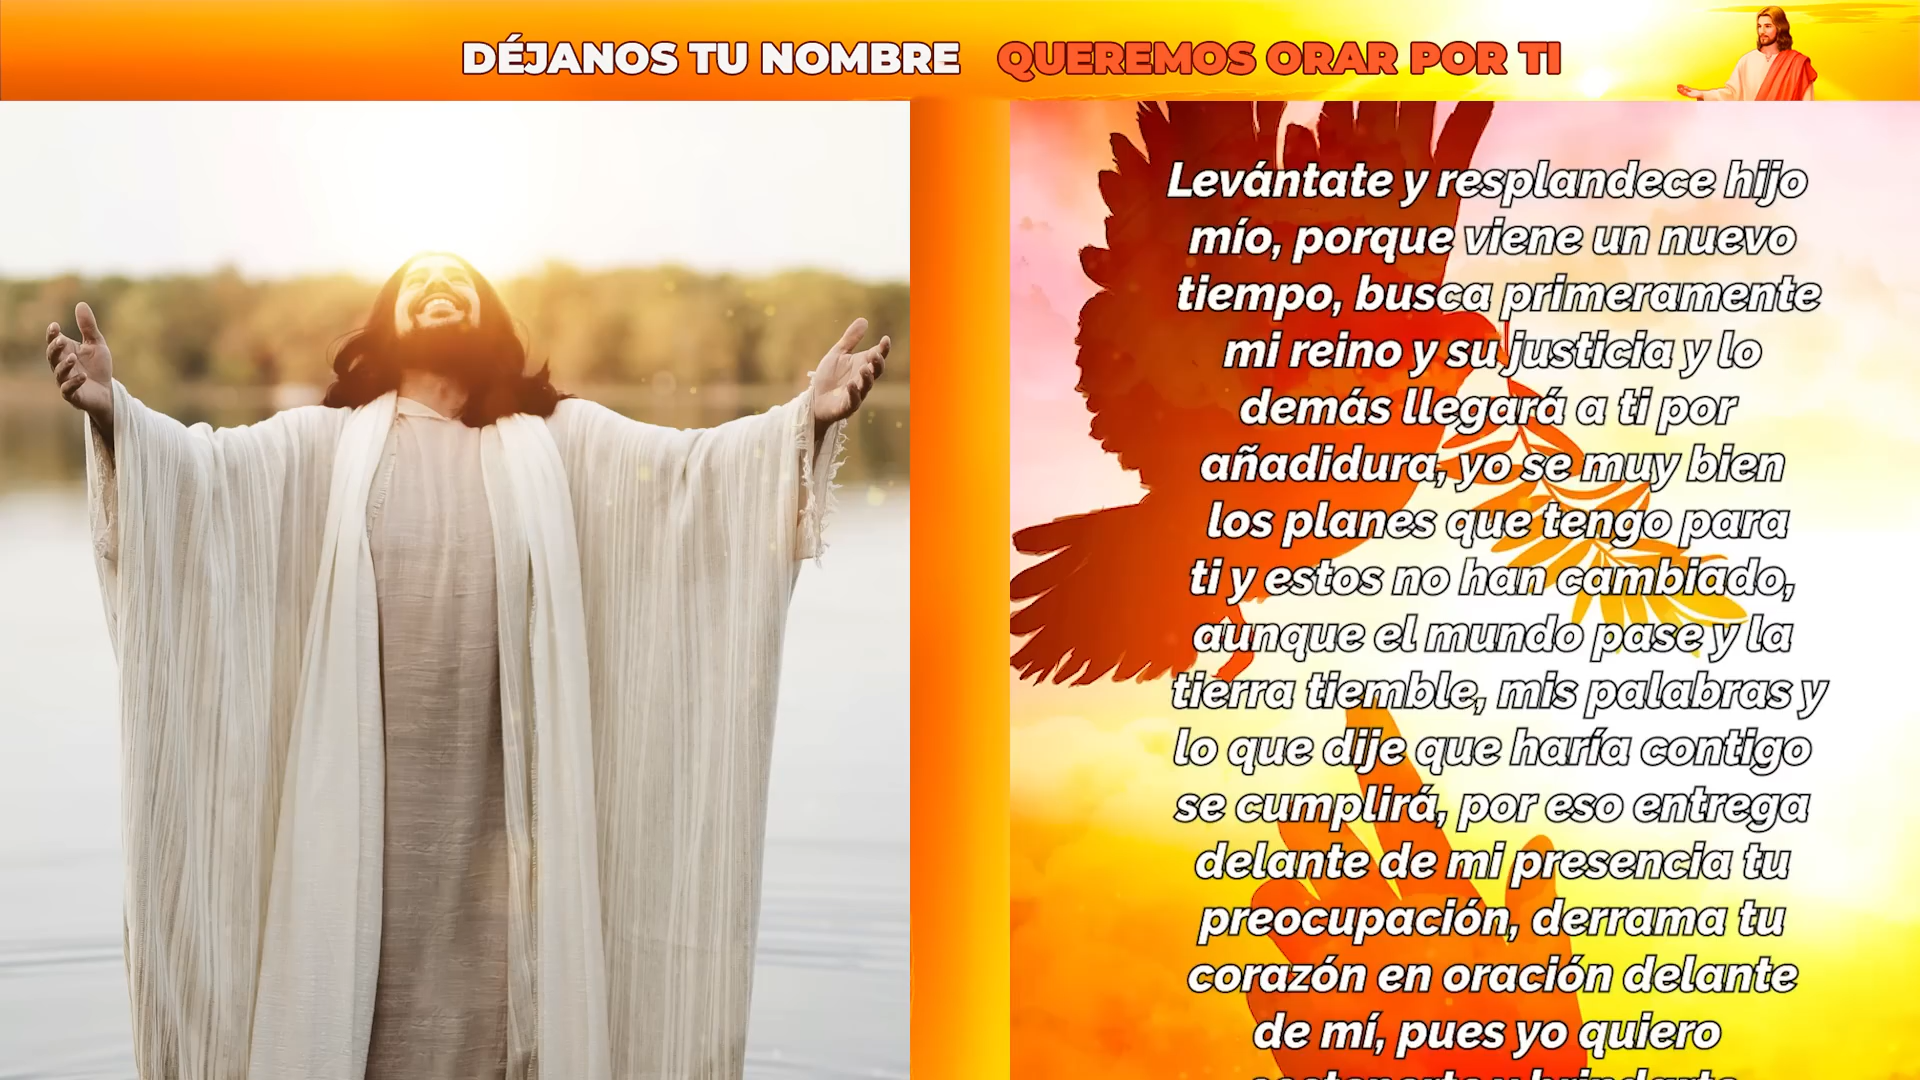 DÉJANOS TU NOMBRE QUEREMOS ORAR POR TI
Levántate y resplandece hijo
mío, porque viene un nuevo
tiempo, busca primeramente
mi reino y su justicia y lo
demás llegará a ti por
añadidura, yo se muy bien
los planes que tengo para
ti y estos no han cambiado,
aunque el mundo pase y la
tierra tiemble, mis palabras y
lo que dije que haría contigo
se cumplirá, por eso entrega
delante de mi presencia tu
preocupación, derrama tu
corazón en oración delante
de mí, pues yo quiero